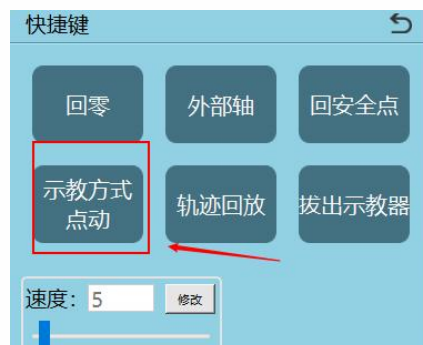 快捷键
回零
外部轴
回安全点
示教方式
点动
轨迹回放
拔出示教器
速度： 5 修改